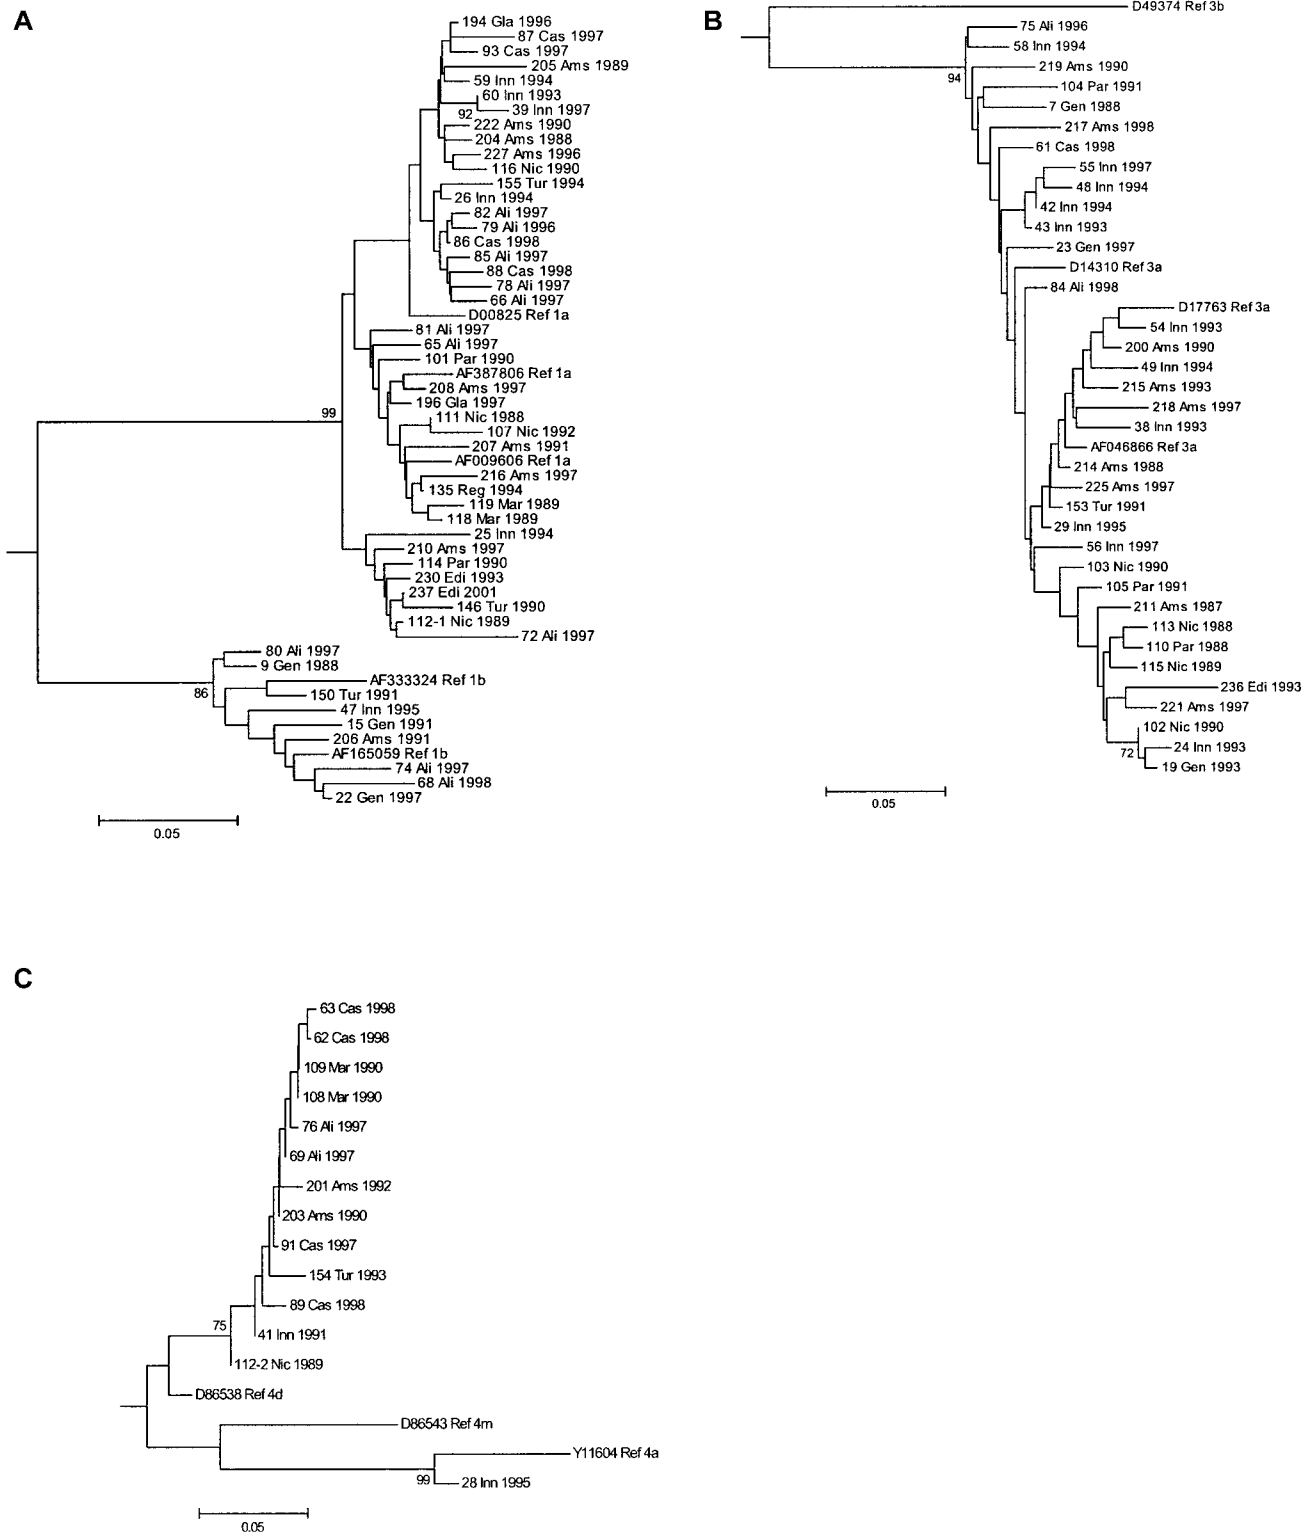 A
194 Gla 1996
87 Cas 1997
93 Cas 1997
205 Ams 1989
59 Inn 1994
60 Inn 1993
92
39 Inn 1997
222 Ams 1990
204 Ams 1988
227 Ams 1996
116 Nic 1990
155 Tur 1994
26 Inn 1994
82 Ali 1997
79 Ali 1996
86 Cas 1998
85 Ali 1997
88 Cas 1998
78 Ali 1997
66 Ali 1997
D00825 Ref 1a
81 Ali 1997
65 Ali 1997
101 Par 1990
AF387806 Ref 1a
208 Ams 1997
196 Gla 1997
99
111 Nic 1988
107 Nic 1992
207 Ams 1991
AF009606 Ref 1a
216 Ams 1997
135 Reg 1994
119 Mar 1989
118 Mar 1989
25 Inn 1994
210 Ams 1997
114 Par 1990
230 Edi 1993
237 Edi 2001
146 Tur 1990
112-1 Nic 1989
72 Ali 1997
80 Ali 1997
9 Gen 1988
86
AF333324 Ref 1b
150 Tur 1991
47 Inn 1995
15 Gen 1991
206 Ams 1991
AF165059 Ref 1b
74 Ali 1997
68 Ali 1998
22 Gen 1997
0.05
B
D49374 Ref 3b
75 Ali 1996
58 Inn 1994
94
219 Ams 1990
104 Par 1991
7 Gen 1988
217 Ams 1998
61 Cas 1998
55 Inn 1997
48 Inn 1994
42 Inn 1994
43 Inn 1993
23 Gen 1997
D14310 Ref 3a
84 Ali 1998
D17763 Ref 3a
54 Inn 1993
200 Ams 1990
49 Inn 1994
215 Ams 1993
218 Ams 1997
38 Inn 1993
AF046866 Ref 3a
214 Ams 1988
225 Ams 1997
153 Tur 1991
29 Inn 1995
56 Inn 1997
103 Nic 1990
105 Par 1991
211 Ams 1987
113 Nic 1988
110 Par 1988
115 Nic 1989
236 Edi 1993
221 Ams 1997
102 Nic 1990
72
24 Inn 1993
19 Gen 1993
0.05
C
63 Cas 1998
62 Cas 1998
109 Mar 1990
108 Mar 1990
76 Ali 1997
69 Ali 1997
201 Ams 1992
203 Ams 1990
91 Cas 1997
154 Tur 1993
89 Cas 1998
75
41 Inn 1991
112-2 Nic 1989
D86538 Ref 4d
D86543 Ref 4m
Y11604 Ref 4a
99
28 Inn 1995
0.05